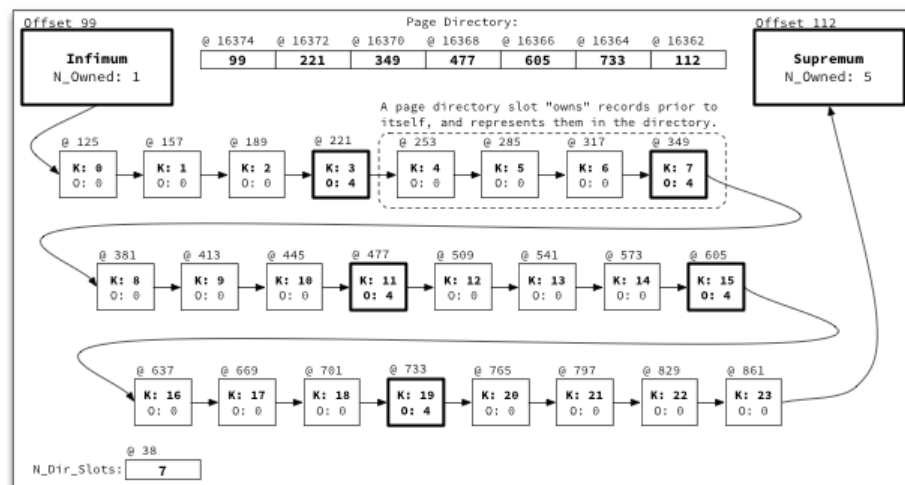 Offset 99
Page Directory:
Offset 112
Infimum
N_Owned: 1
@ 16374 @ 16372 @ 16370 @ 16368 @ 16366 @ 16364 @ 16362
99 221 349 477 605 733 112
Supremum
N_Owned: 5
A page directory slot "owns" records prior to
itself, and represents them in the directory.
@ 125 @ 157 @ 189 @ 221 @ 253 @ 285 @ 317 @ 349
K: 0 K: 1 K: 2 K: 3 K: 4 K: 5 K: 6 K: 7
O: 0 O: 0 O: 0 O: 4 O: 0 O: 0 O: 0 O: 4
@ 381 @ 413 @ 445 @ 477 @ 509 @ 541 @ 573 @ 605
K: 8 K: 9 K: 10 K: 11 K: 12 K: 13 K: 14 K: 15
O: 0 O: 0 O: 0 O: 4 O: 0 O: 0 O: 0 O: 4
@ 637 @ 669 @ 701 @ 733 @ 765 @ 797 @ 829 @ 861
K: 16 K: 17 K: 18 K: 19 K: 20 K: 21 K: 22 K: 23
O: 0 O: 0 O: 0 O: 4 O: 0 O: 0 O: 0 O: 0
@ 38
N_Dir_Slots: 7